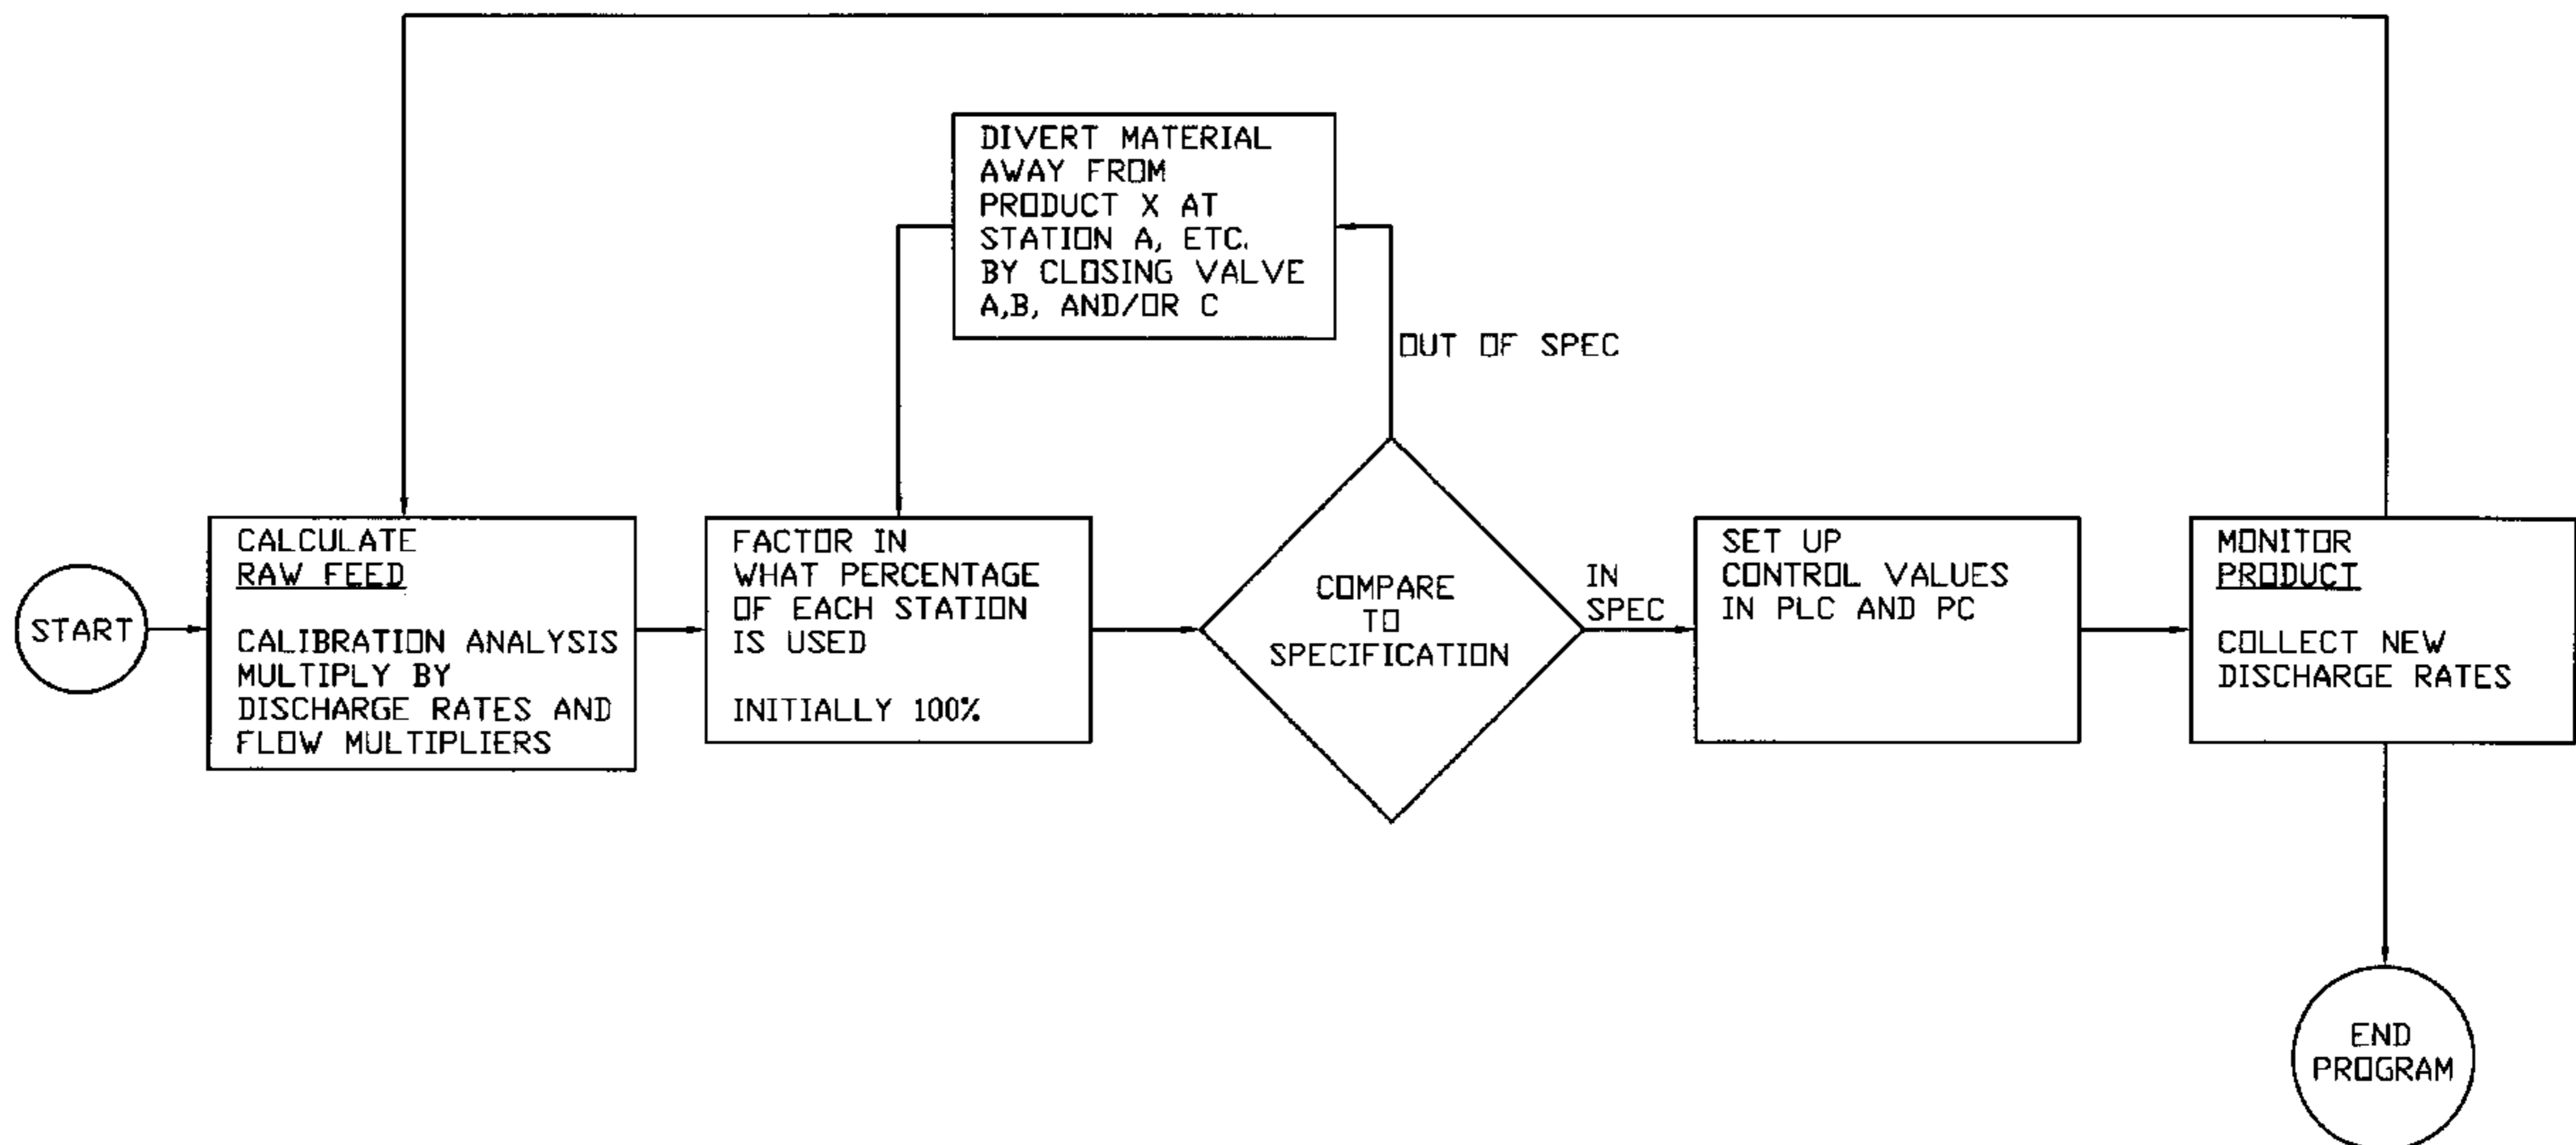 START
CALCULATE
RAW FEED
CALIBRATION ANALYSIS
MULTIPLY BY
DISCHARGE RATES AND
FLOW MULTIPLIERS
FACTOR IN
WHAT PERCENTAGE
OF EACH STATION
IS USED
INITIALLY 100%
DIVERT MATERIAL
AWAY FROM
PRODUCT X AT
STATION A, ETC.
BY CLOSING VALVE
A,B, AND/OR C
OUT OF SPEC
COMPARE
TO
SPECIFICATION
IN
SPEC
SET UP
CONTROL VALUES
IN PLC AND PC
MONITOR
PRODUCT
COLLECT NEW
DISCHARGE RATES
END
PROGRAM